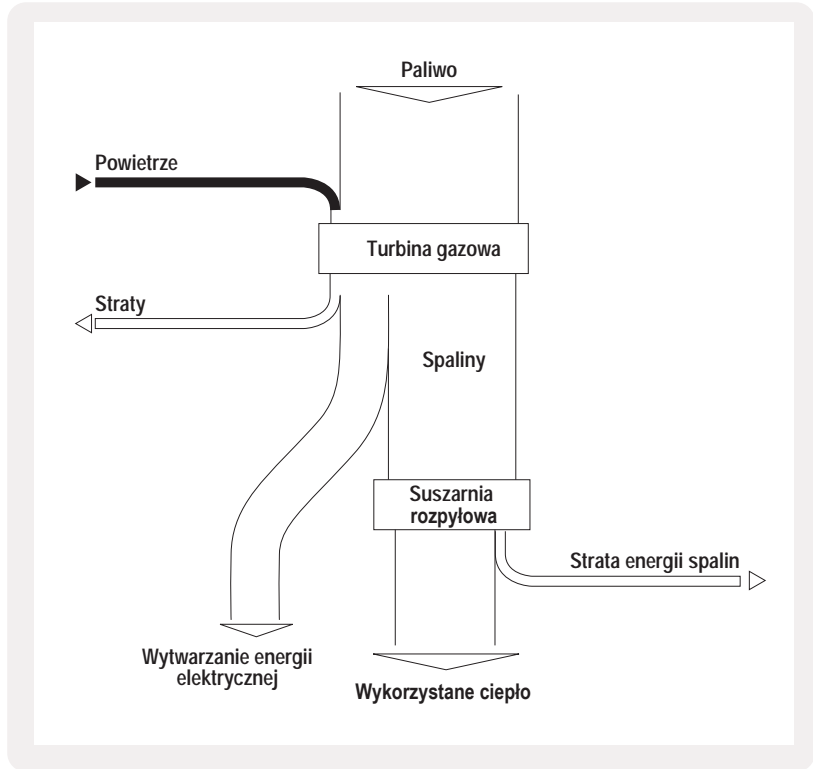 Paliwo
Powietrze
Turbina gazowa
Straty
Spaliny
Suszarnia
rozpyłowa
Strata energii spalin
Wytwarzanie energii
elektrycznej
Wykorzystane ciepło